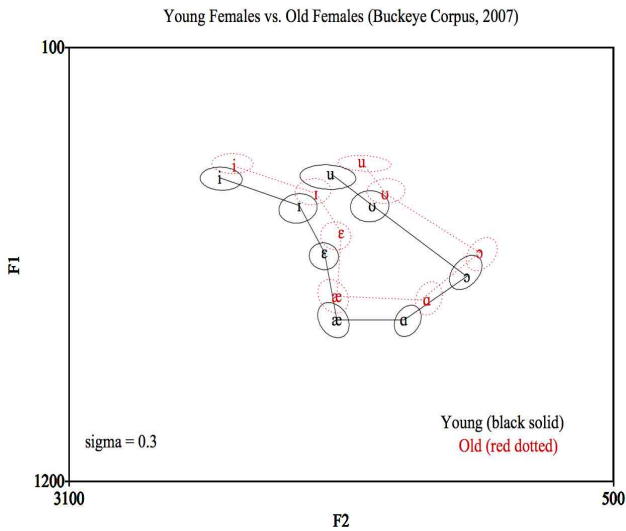 Young Females vs. Old Females (Buckeye Corpus, 2007)
100
i
u
i
ɪ
u
ʊ
ɪ
ʊ
ɛ
ɔ
ɛ
F1
ɔ
æ
ɑ
æ
ɑ
Young (black solid)
sigma = 0.3
Old (red dotted)
1200
3100
500
F2